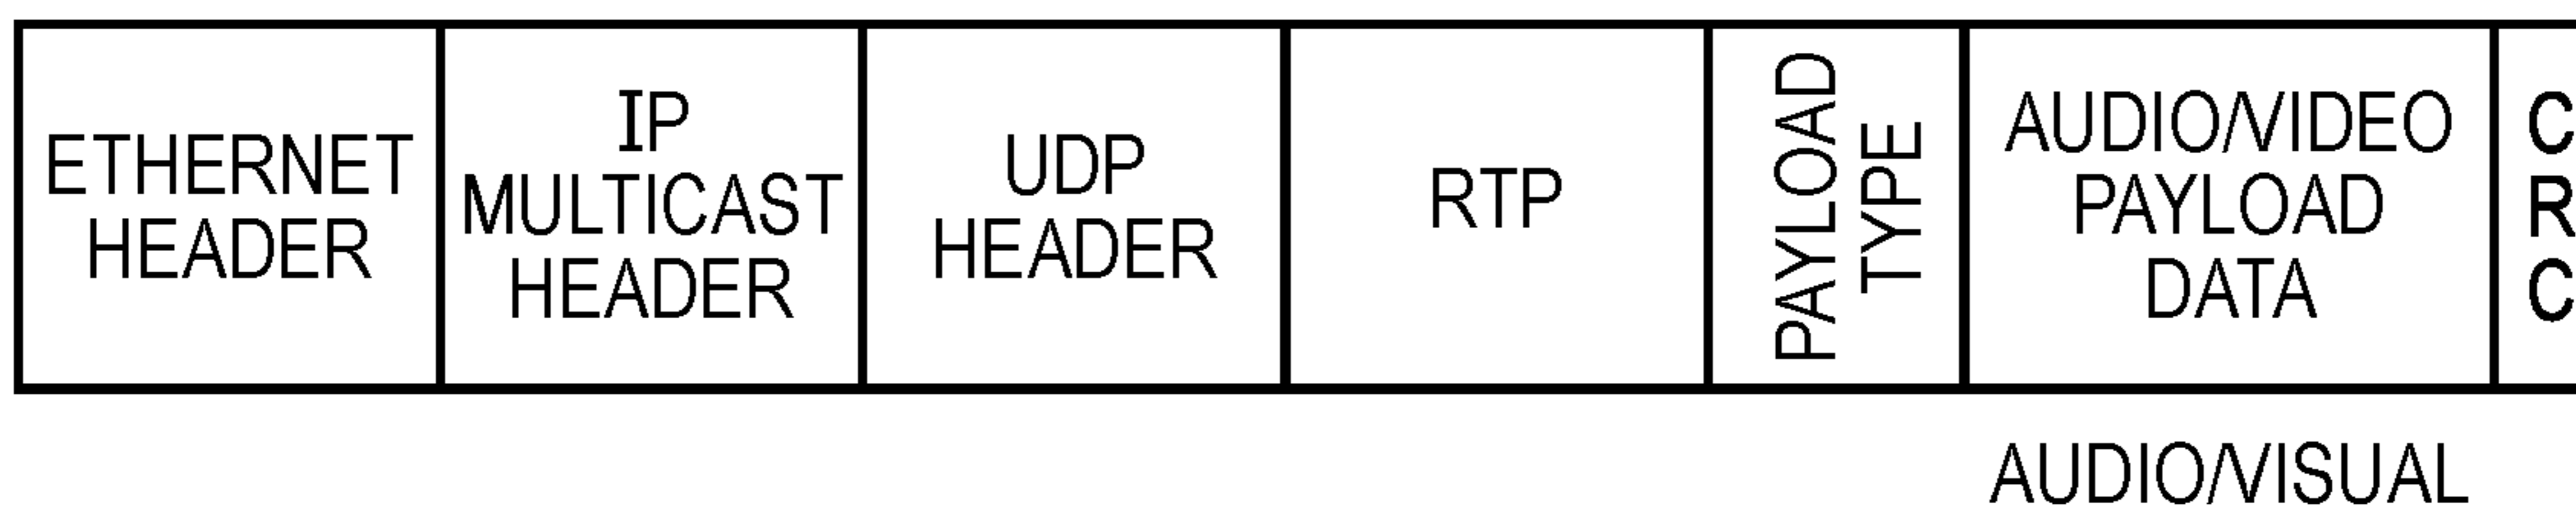 ETHERNET
HEADER
IP
MULTICAST
HEADER
UDP
HEADER
RTP
PAYLOAD
TYPE
AUDIO/VIDEO
PAYLOAD
DATA
C
R
C
AUDIO/VISUAL